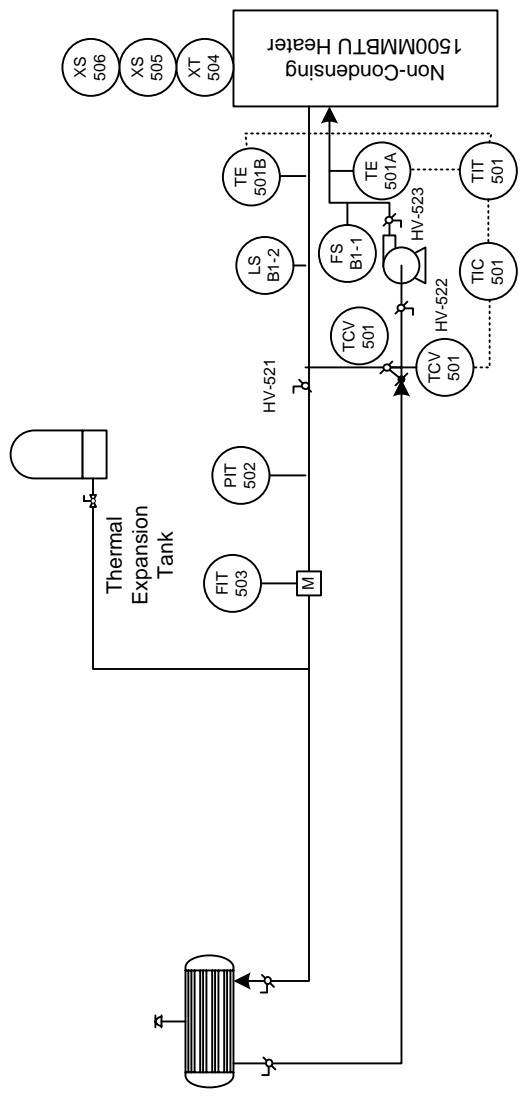 XS
506
XS
505
XT
504
Non-Condensing
1500MMBTU Heater
TE
501B
TE
501A
TIT
501
LS
B1-2
FS
B1-1
HV-523
TIC
501
HV-522
TCV
501
TCV
501
HV-521
PIT
502
FIT
503
M
Thermal
Expansion
Tank